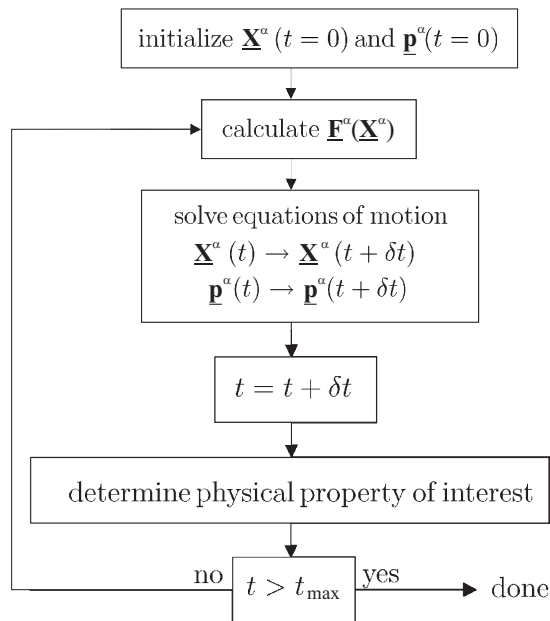 initialize X^α (t = 0) and p^α(t = 0)
calculate F^α(X^α)
solve equations of motion
X^α (t) → X^α (t + δt)
p^α(t) → p^α(t + δt)
t = t + δt
determine physical property of interest
no
t > t_max
yes
done